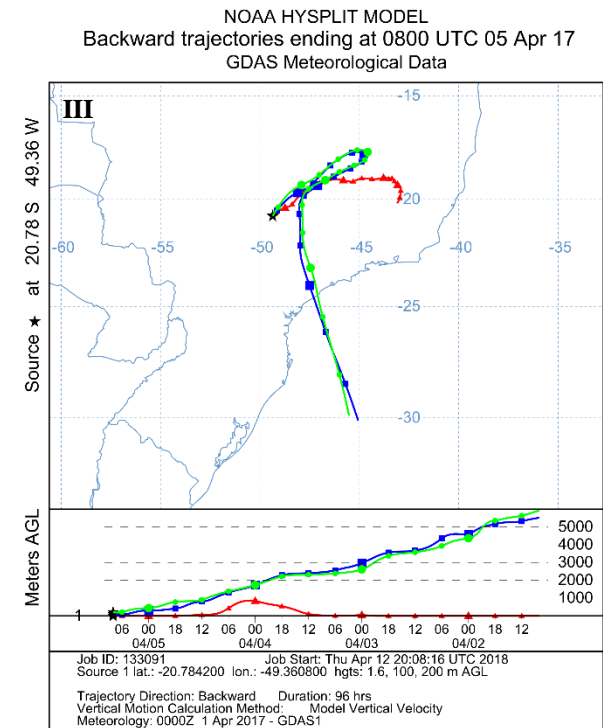 NOAA HYSPLIT MODEL
Backward trajectories ending at 0800 UTC 05 Apr 17
GDAS Meteorological Data
III
Source ★ at 20.78 S 49.36 W
-15
-20
-60 -55 -50 -45 -40 -35
-25
-30
Meters AGL
5000
4000
3000
2000
1000
1
06 00 18 12 06 00 18 12 06 00 18 12 06 00 18 12
04/05 04/04 04/03 04/02
Job ID: 133091 Job Start: Thu Apr 12 20:08:16 UTC 2018
Source 1 lat.: -20.784200 lon.: -49.360800 hgts: 1.6, 100, 200 m AGL
Trajectory Direction: Backward Duration: 96 hrs
Vertical Motion Calculation Method: Model Vertical Velocity
Meteorology: 0000Z 1 Apr 2017 - GDAS1